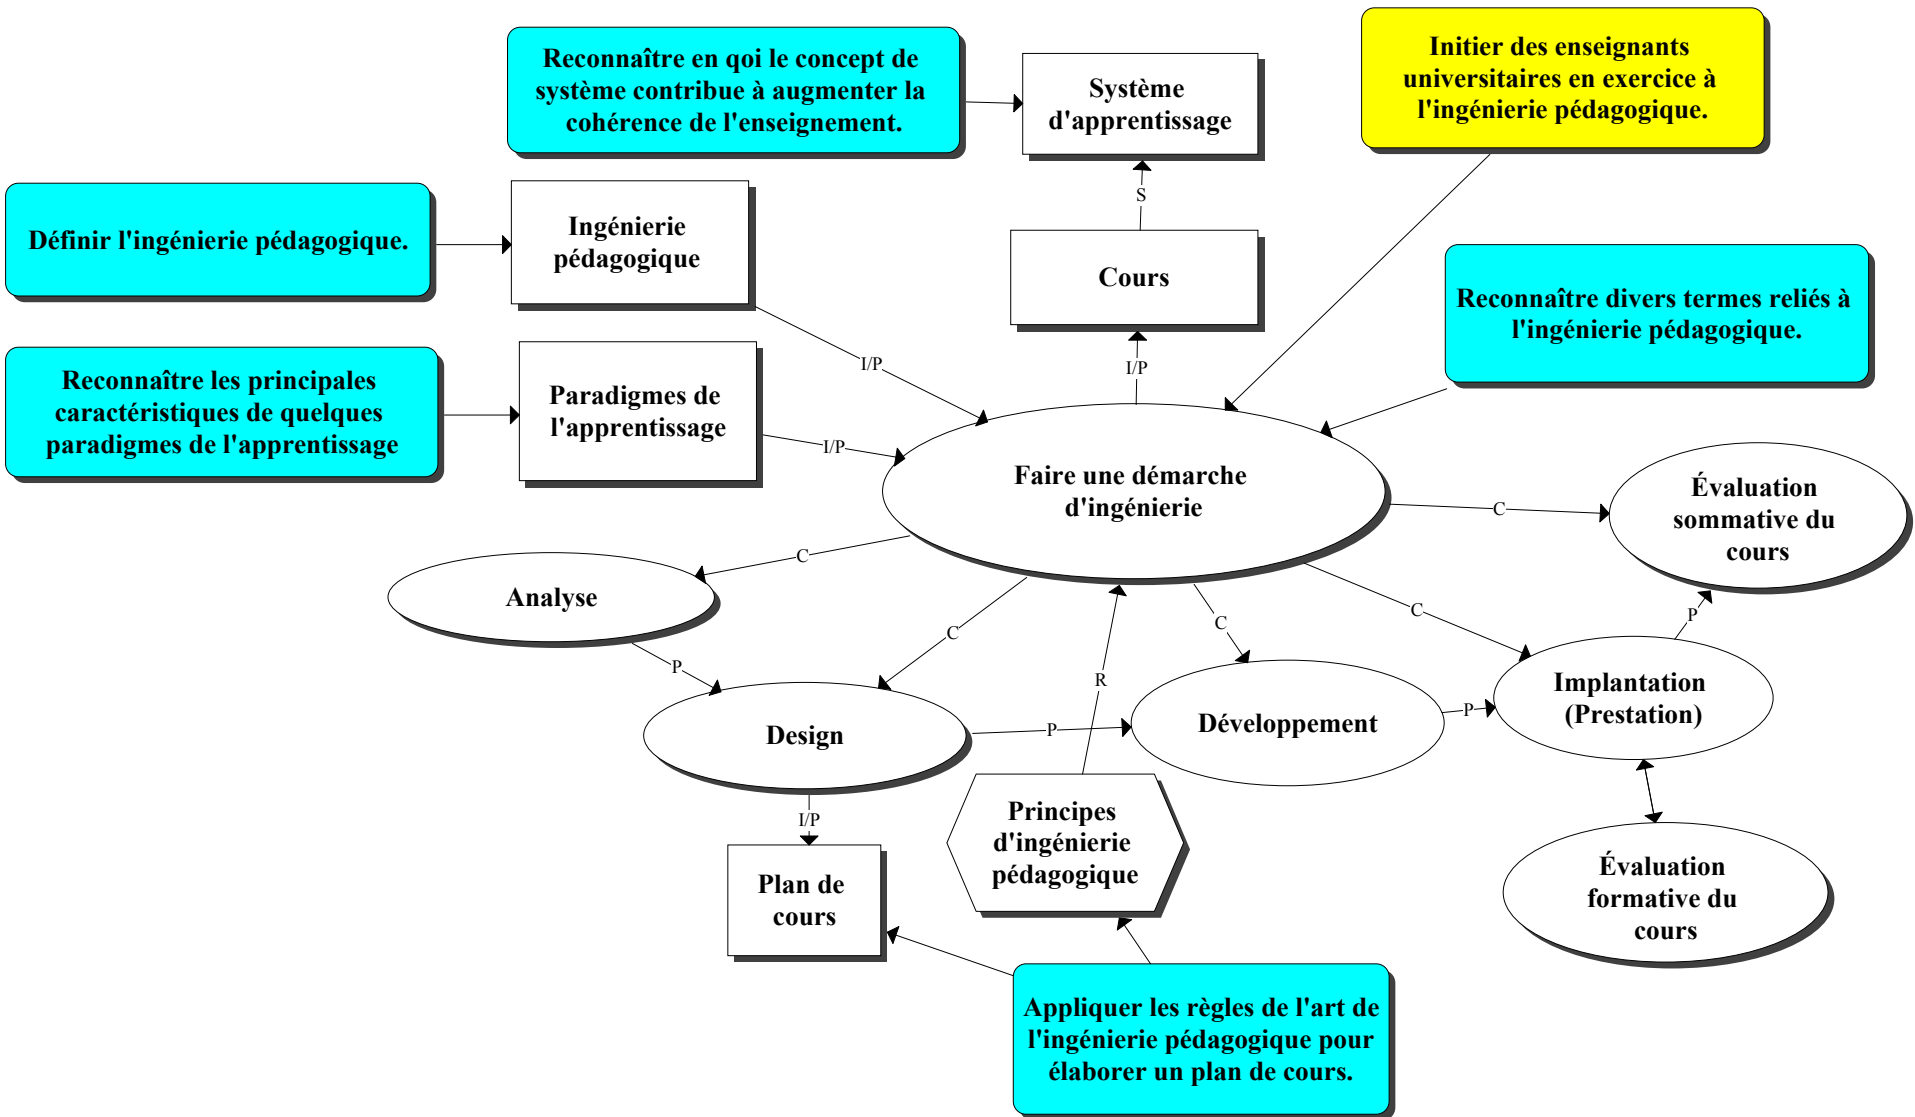 Reconnaître en qoi le concept de
système contribue à augmenter la
cohérence de l'enseignement.
Système
d'apprentissage
Initier des enseignants
universitaires en exercice à
l'ingénierie pédagogique.
S
Définir l'ingénierie pédagogique.
Ingénierie
pédagogique
Cours
Reconnaître divers termes reliés à
l'ingénierie pédagogique.
I/P
I/P
Reconnaître les principales
caractéristiques de quelques
paradigmes de l'apprentissage
Paradigmes de
l'apprentissage
I/P
Faire une démarche
d'ingénierie
C
Évaluation
sommative du
cours
C
Analyse
C
C
C
P
P
R
Design
P
Développement
P
Implantation
(Prestation)
I/P
Principes
d'ingénierie
pédagogique
Plan de
cours
Évaluation
formative du
cours
Appliquer les règles de l'art de
l'ingénierie pédagogique pour
élaborer un plan de cours.